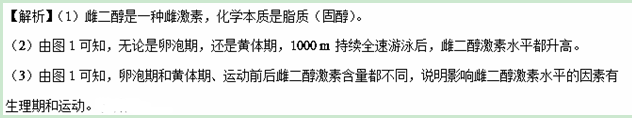 【解析】（1）雌二醇是一种雌激素，化学本质是脂质（固醇）。
（2）由图 1 可知，无论是卵泡期，还是黄体期，1000 m 持续全速游泳后，雌二醇激素水平都升高。
（3）由图 1 可知，卵泡期和黄体期、运动前后雌二醇激素含量都不同，说明影响雌二醇激素水平的因素有
生理期和运动。